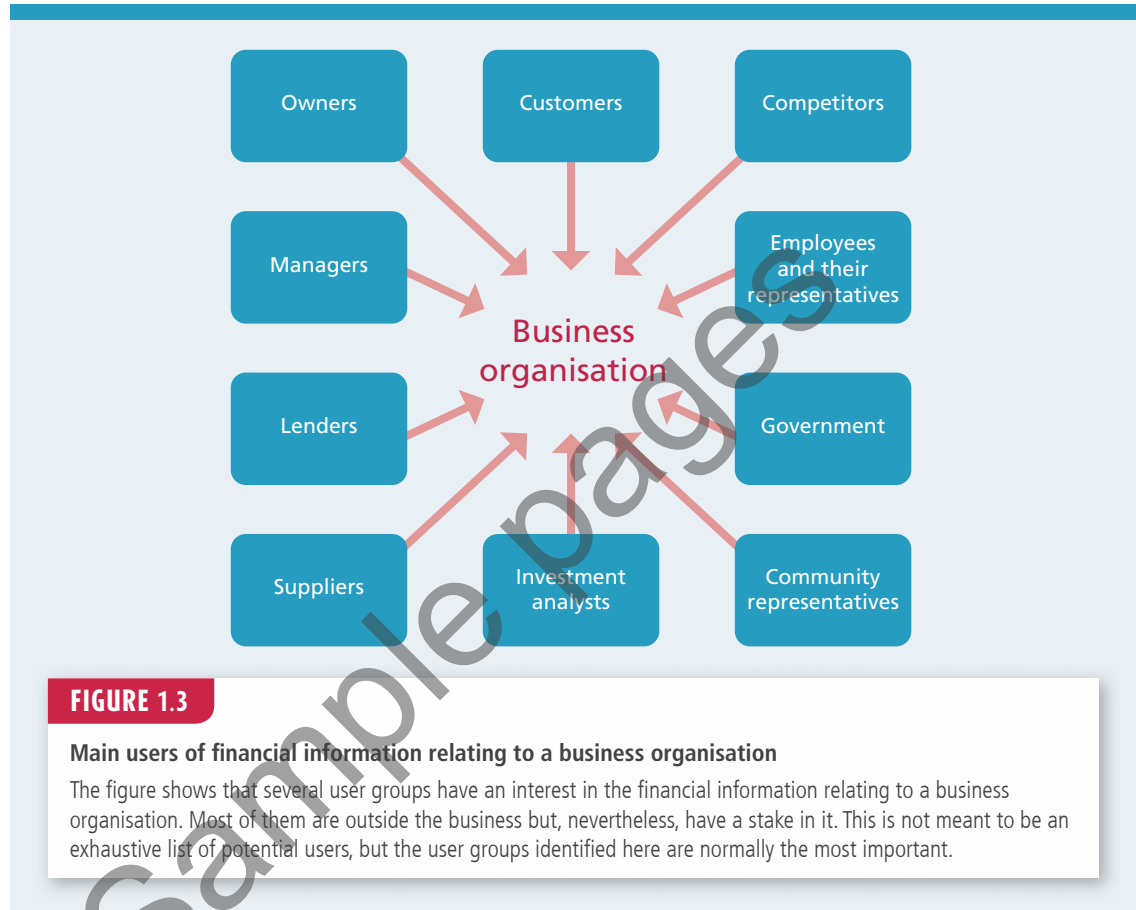 Owners
Customers
Competitors
Managers
Employees
and their
representatives
Business
organisation
Lenders
Government
Suppliers
Investment
analysts
Community
representatives
FIGURE 1.3
Main users of financial information relating to a business organisation
The figure shows that several user groups have an interest in the financial information relating to a business
organisation. Most of them are outside the business but, nevertheless, have a stake in it. This is not meant to be an
exhaustive list of potential users, but the user groups identified here are normally the most important.
Sample pages